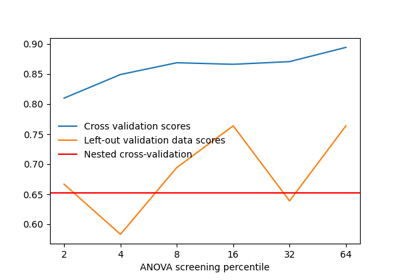 0.90
0.85
0.80
0.75
0.70
0.65
0.60
Cross validation scores
Left-out validation data scores
Nested cross-validation
2 4 8 16 32 64
ANOVA screening percentile